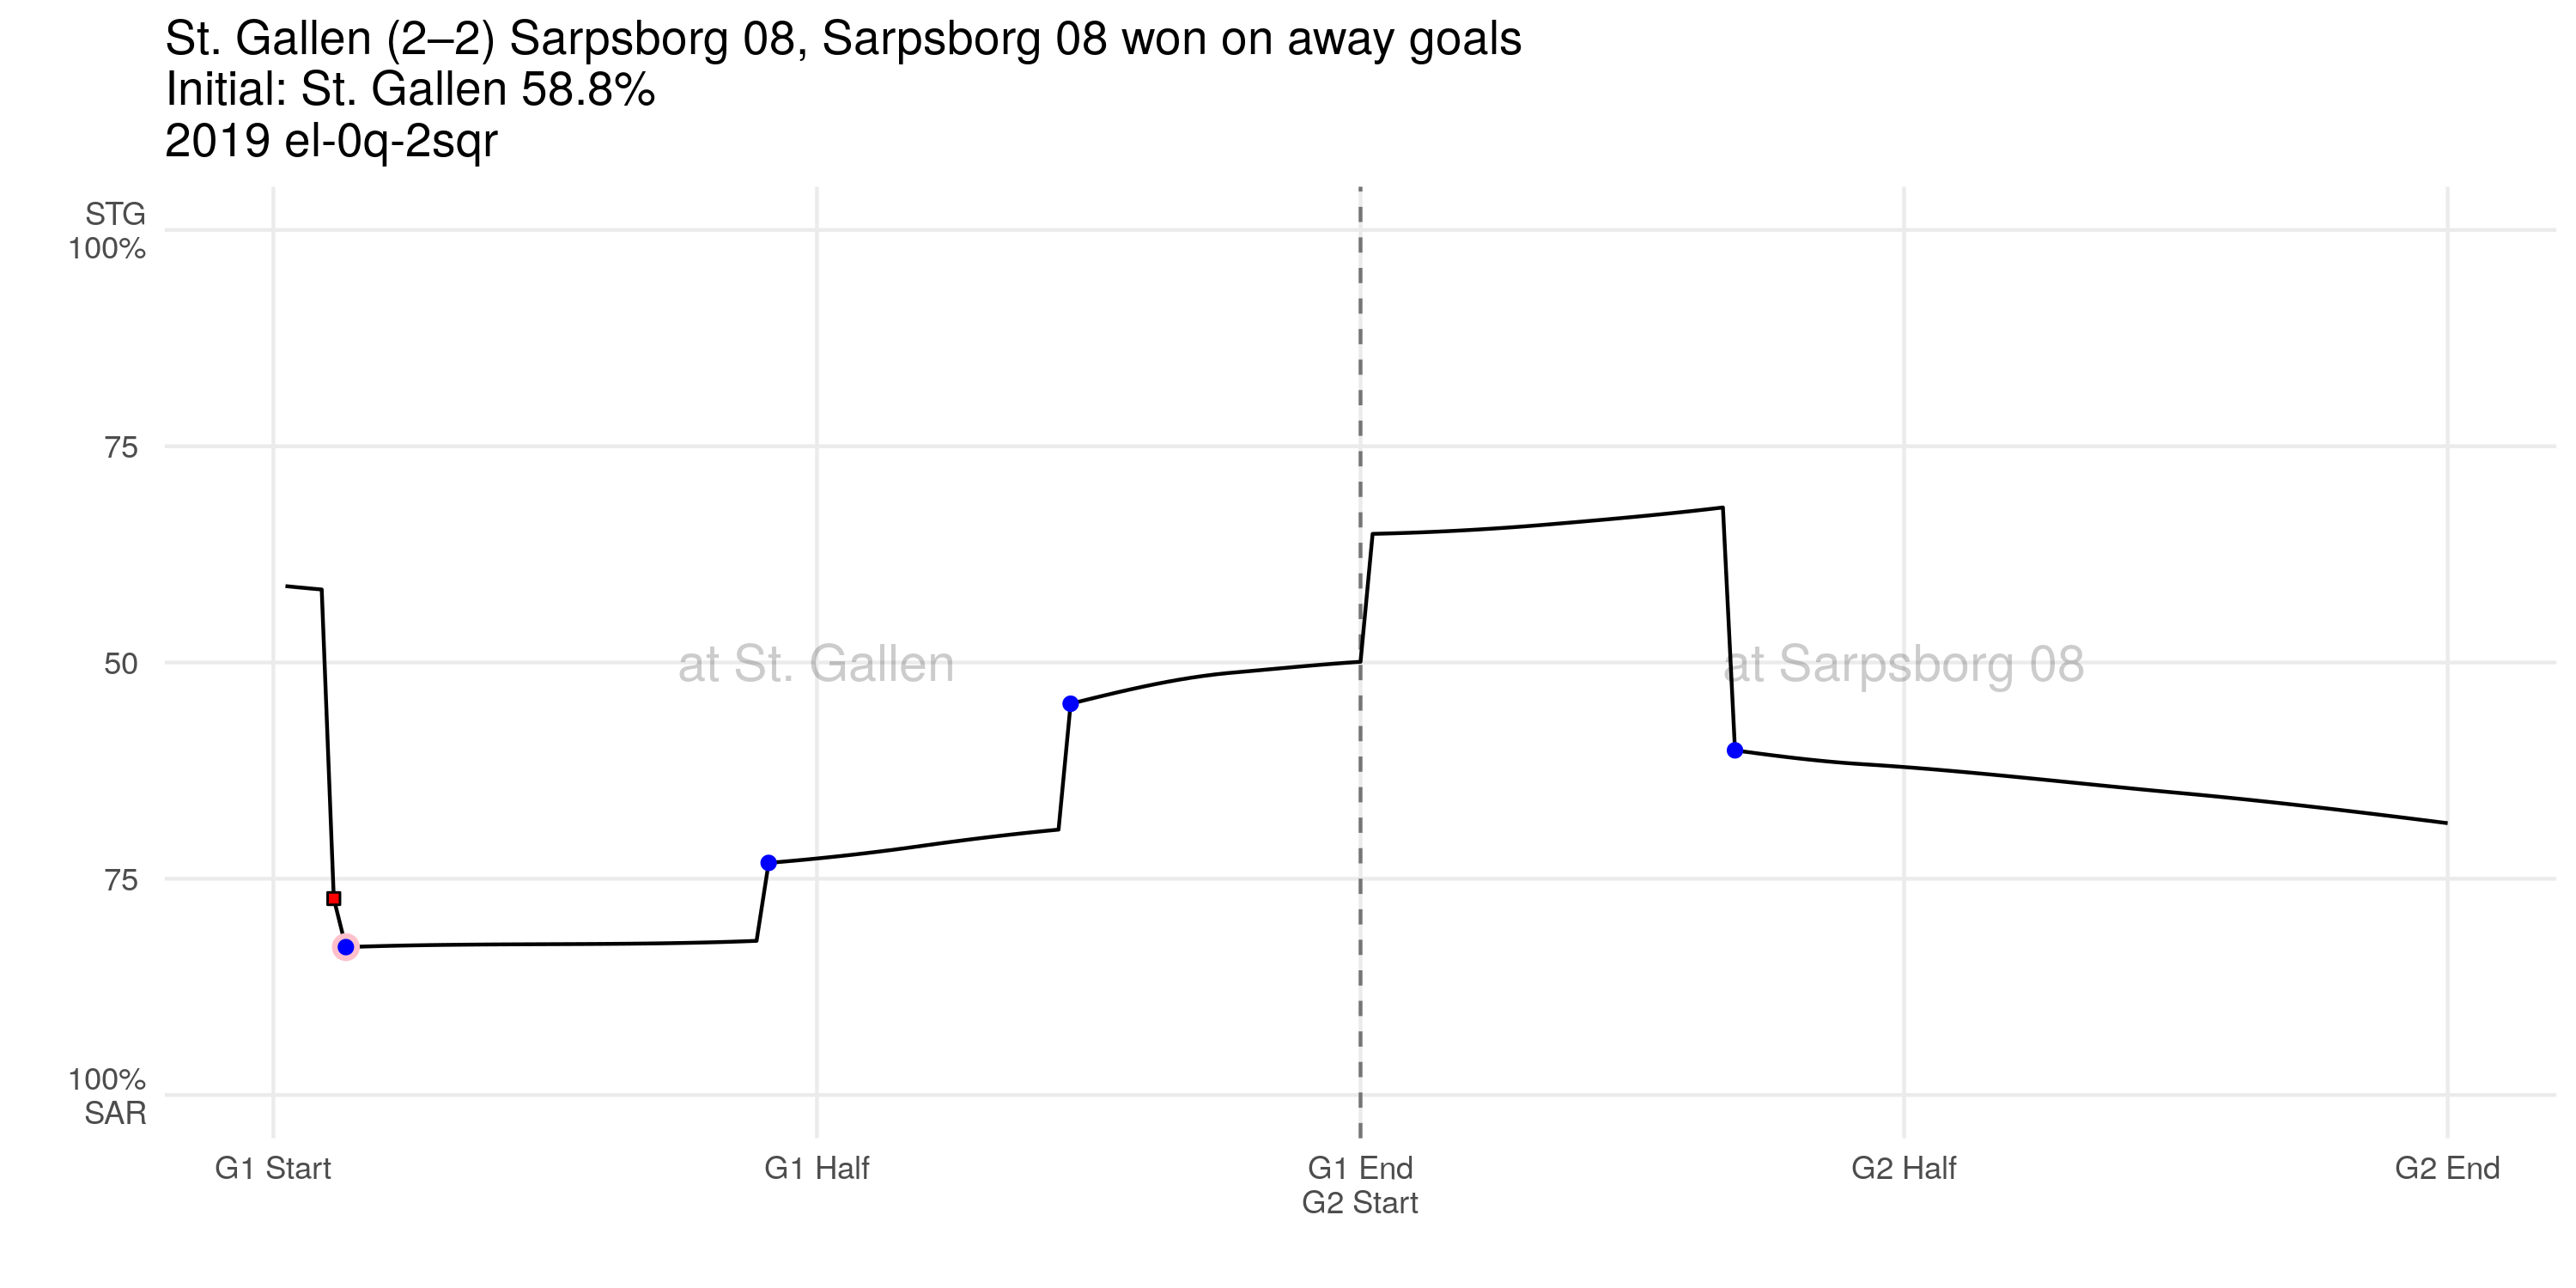 St. Gallen (2–2) Sarpsborg 08, Sarpsborg 08 won on away goals
Initial: St. Gallen 58.8%
2019 el-0q-2sqr
STG
100%
75
50
75
100%
SAR
at St. Gallen
at Sarpsborg 08
G1 Start
G1 Half
G1 End
G2 Start
G2 Half
G2 End